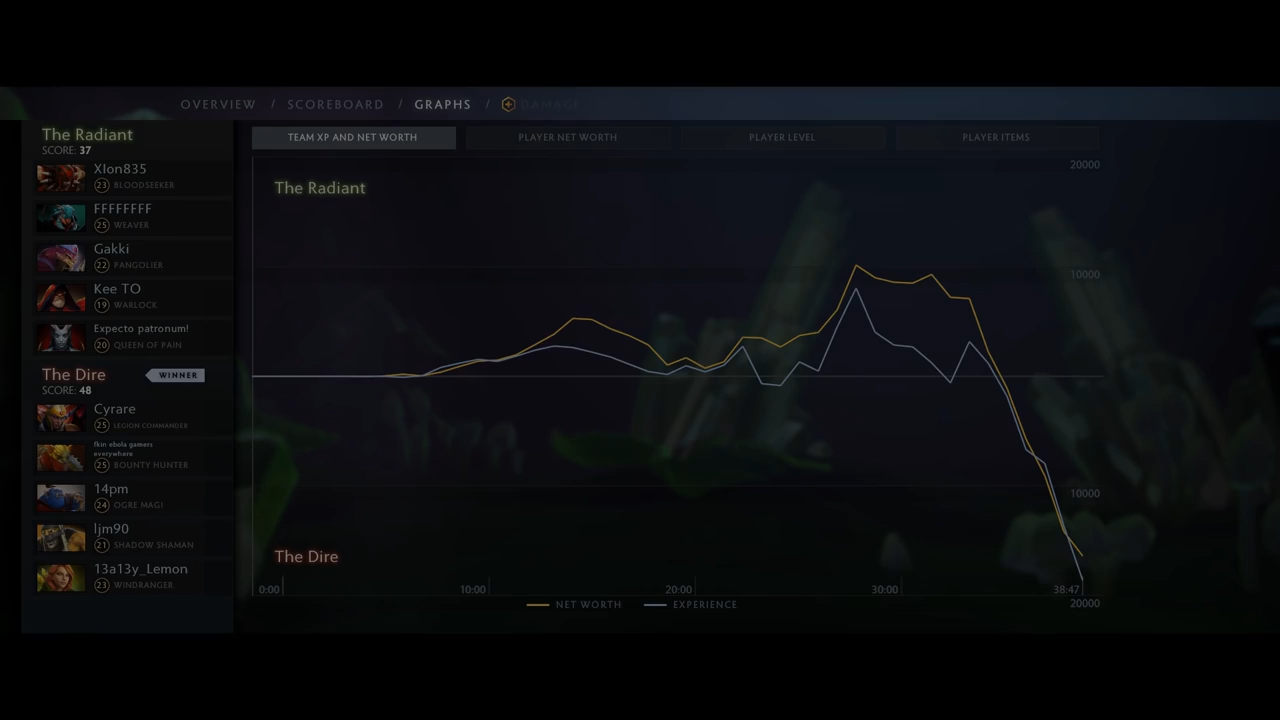 OVERVIEW / SCOREBOARD / GRAPHS / DAMAGE
The Radiant
SCORE: 37
Xlon835
23 BLOODSEEKER
FFFFFFFF
25 WEAVER
Gakki
22 PANGOLIER
Kee TO
19 WARLOCK
Expecto patronum!
20 QUEEN OF PAIN
The Dire WINNER
SCORE: 48
Cyrare
25 LEGION COMMANDER
fkin ebola gamers
everywhere
25 BOUNTY HUNTER
14pm
24 OGRE MAGI
ljm90
21 SHADOW SHAMAN
13a13y_Lemon
23 WINDRANGER
TEAM XP AND NET WORTH PLAYER NET WORTH PLAYER LEVEL PLAYER ITEMS
20000
The Radiant
10000
10000
The Dire
0:00 10:00 20:00 30:00 38:47
20000
NET WORTH EXPERIENCE